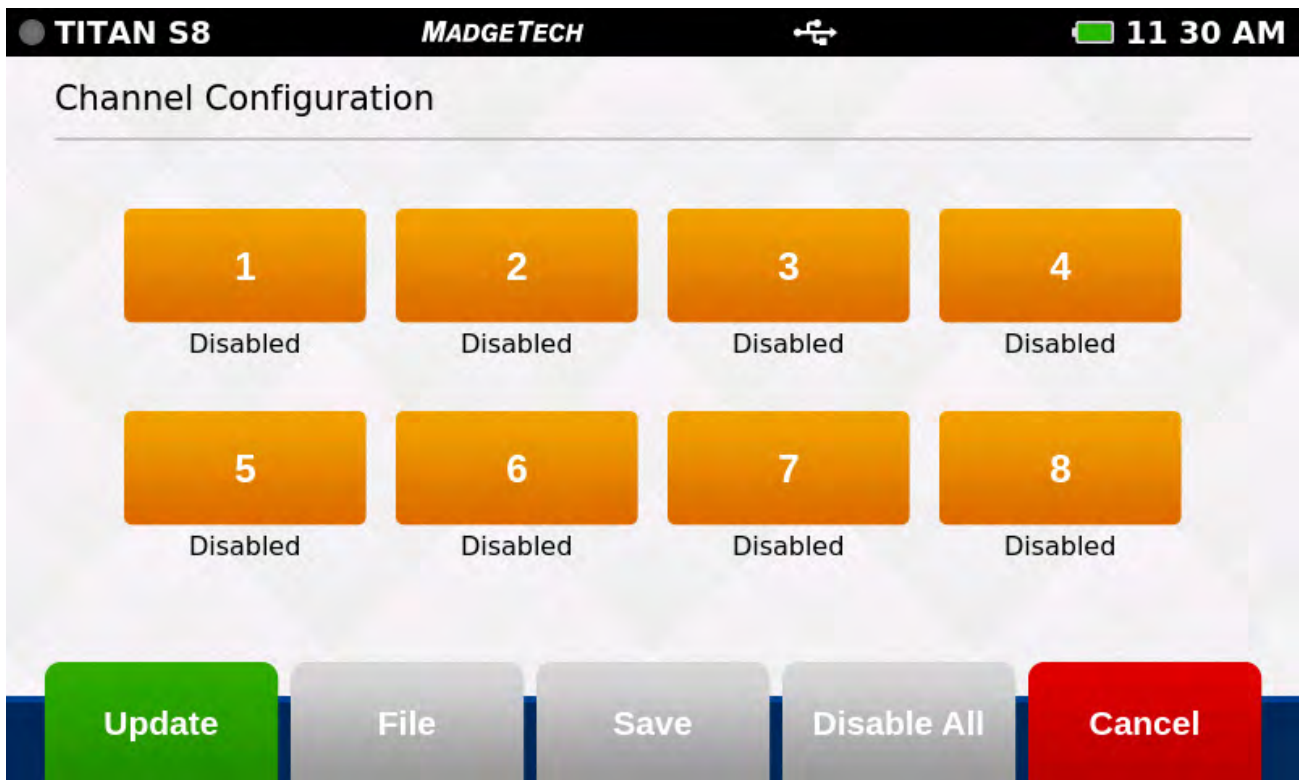 TITAN S8 MADGETECH 11 30 AM
Channel Configuration
1 2 3 4
Disabled Disabled Disabled Disabled
5 6 7 8
Disabled Disabled Disabled Disabled
Update File Save Disable All Cancel